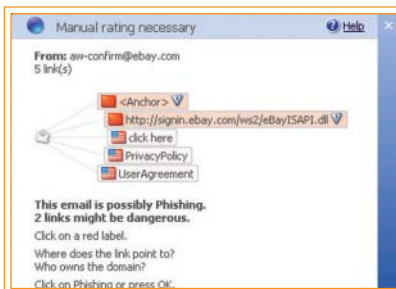 Manual rating necessary
Help
From: aw-confirm@ebay.com
5 link(s)
<Anchor>
http://signin.ebay.com/ws2/eBayISAPI.dll
click here
PrivacyPolicy
UserAgreement
This email is possibly Phishing.
2 links might be dangerous.
Click on a red label.
Where does the link point to?
Who owns the domain?
Click on Phishing or press OK.